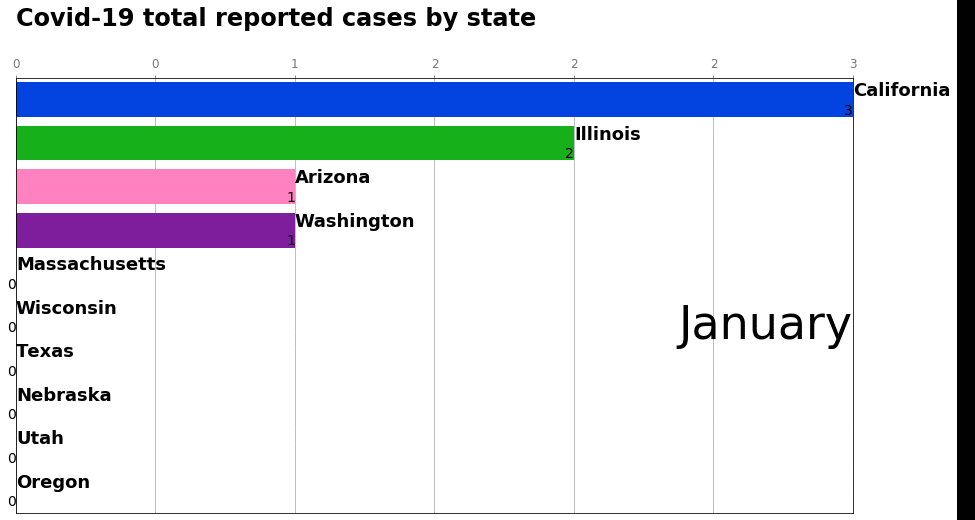 Covid-19 total reported cases by state
0 0 1 2 2 2 3
California
3
Illinois
2
Arizona
1
Washington
1
Massachusetts
0
Wisconsin
0
January
Texas
0
Nebraska
0
Utah
0
Oregon
0